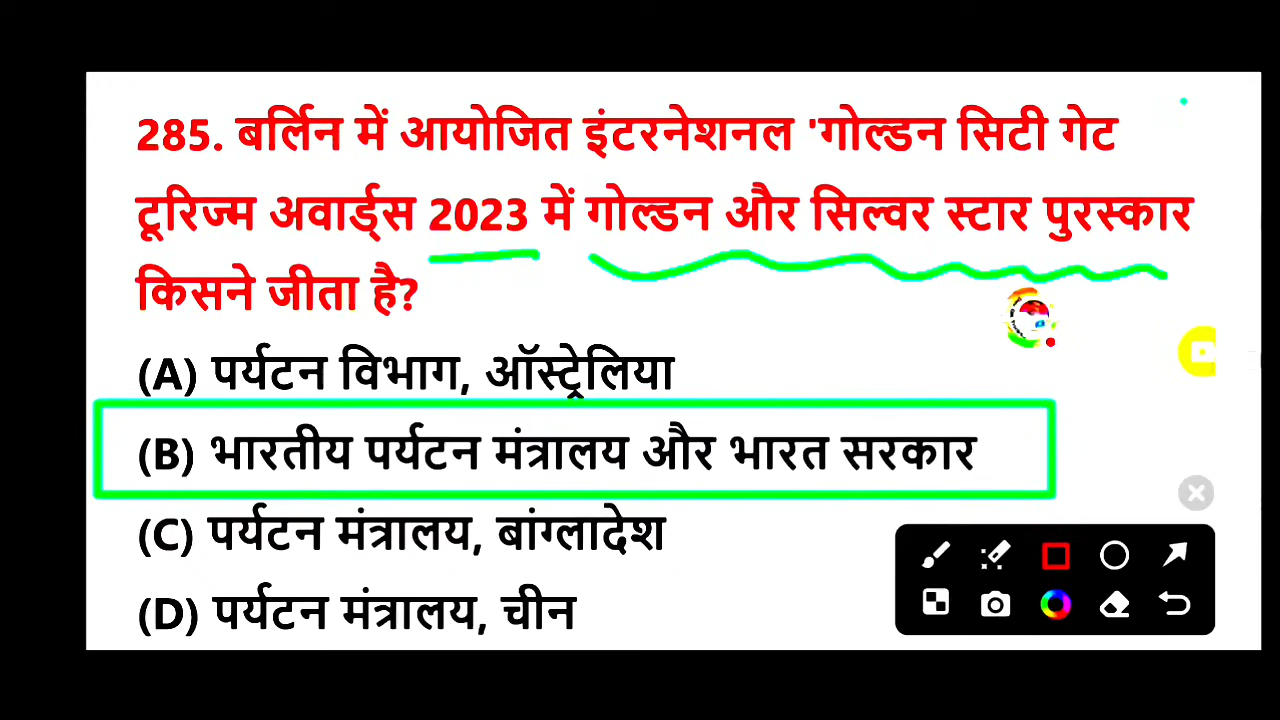 285. बर्लिन में आयोजित इंटरनेशनल 'गोल्डन सिटी गेट
टूरिज्म अवार्ड्स 2023 में गोल्डन और सिल्वर स्टार पुरस्कार
किसने जीता है?
(A) पर्यटन विभाग, ऑस्ट्रेलिया
(B) भारतीय पर्यटन मंत्रालय और भारत सरकार
(C) पर्यटन मंत्रालय, बांग्लादेश
(D) पर्यटन मंत्रालय, चीन